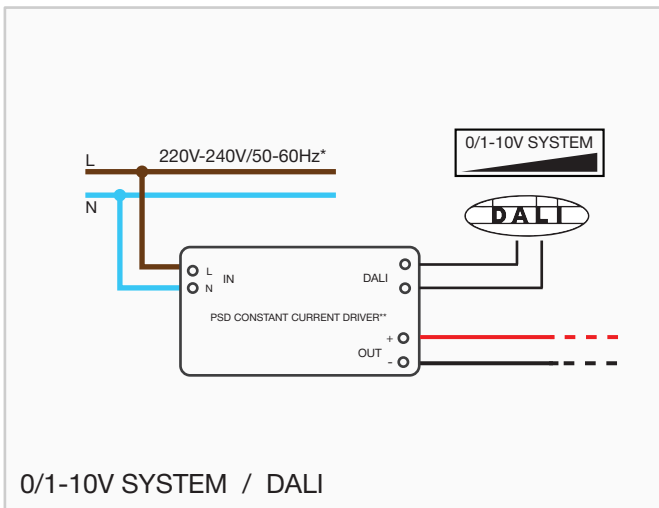 L
220V-240V/50-60Hz*
N
0/1-10V SYSTEM
DALI
L
IN
N
DALI
PSD CONSTANT CURRENT DRIVER**
+
OUT
-
0/1-10V SYSTEM / DALI